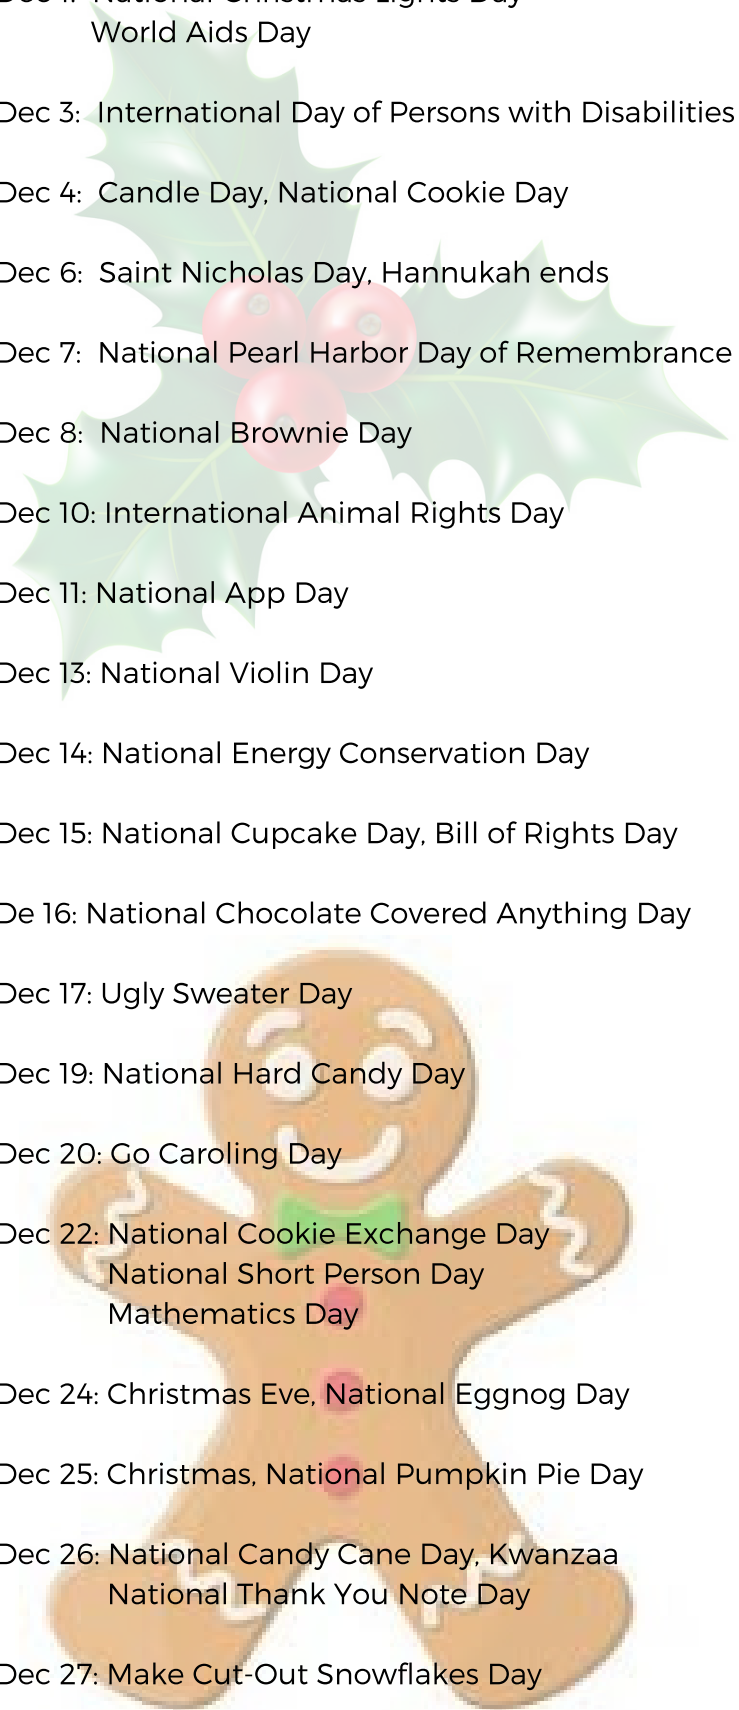 National Christmas Lights Day
World Aids Day
Dec 3: International Day of Persons with Disabilities
Dec 4: Candle Day, National Cookie Day
Dec 6: Saint Nicholas Day, Hannukah ends
Dec 7: National Pearl Harbor Day of Remembrance
Dec 8: National Brownie Day
Dec 10: International Animal Rights Day
Dec 11: National App Day
Dec 13: National Violin Day
Dec 14: National Energy Conservation Day
Dec 15: National Cupcake Day, Bill of Rights Day
De 16: National Chocolate Covered Anything Day
Dec 17: Ugly Sweater Day
Dec 19: National Hard Candy Day
Dec 20: Go Caroling Day
Dec 22: National Cookie Exchange Day
National Short Person Day
Mathematics Day
Dec 24: Christmas Eve, National Eggnog Day
Dec 25: Christmas, National Pumpkin Pie Day
Dec 26: National Candy Cane Day, Kwanzaa
National Thank You Note Day
Dec 27: Make Cut-Out Snowflakes Day